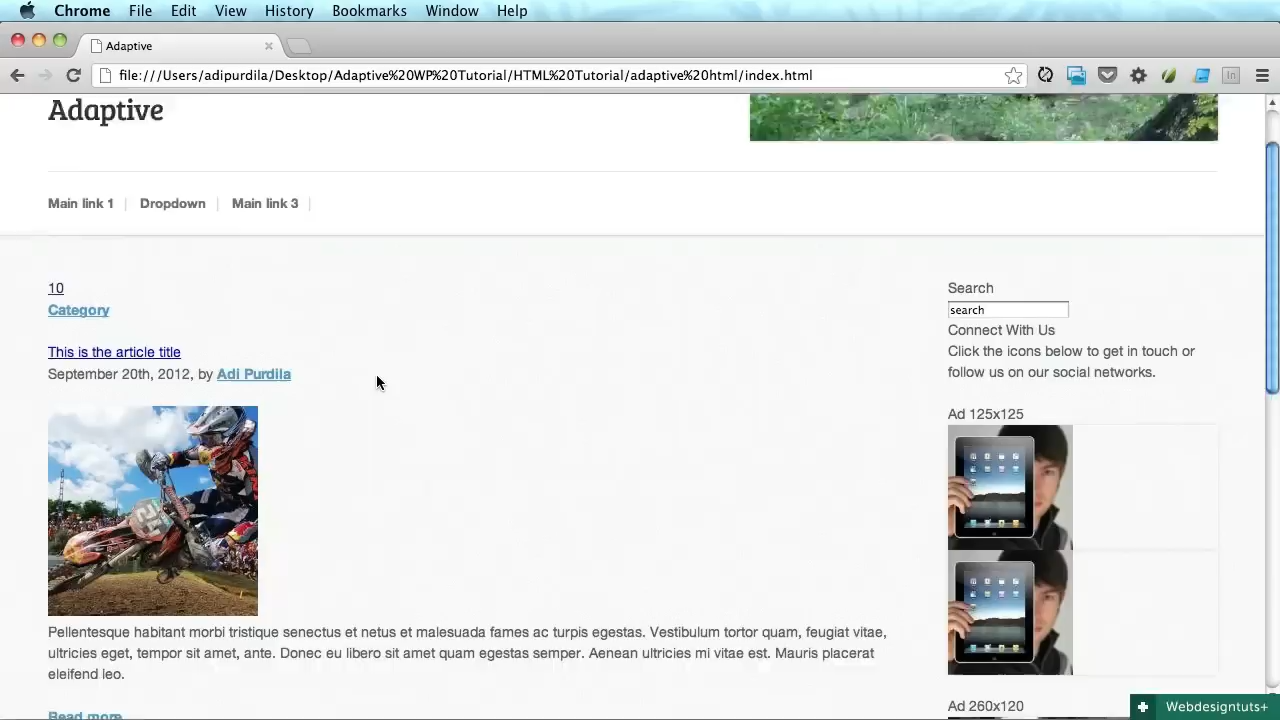 Chrome File Edit View History Bookmarks Window Help
Adaptive
file:///Users/adipurdila/Desktop/Adaptive%20WP%20Tutorial/HTML%20Tutorial/adaptive%20html/index.html
Adaptive
Main link 1 Dropdown Main link 3
10
Category
This is the article title
September 20th, 2012, by Adi Purdila
Pellentesque habitant morbi tristique senectus et netus et malesuada fames ac turpis egestas. Vestibulum tortor quam, feugiat vitae,
ultricies eget, tempor sit amet, ante. Donec eu libero sit amet quam egestas semper. Aenean ultricies mi vitae est. Mauris placerat
eleifend leo.
Read more
Search
search
Connect With Us
Click the icons below to get in touch or
follow us on our social networks.
Ad 125x125
Ad 260x120
Webdesigntuts+